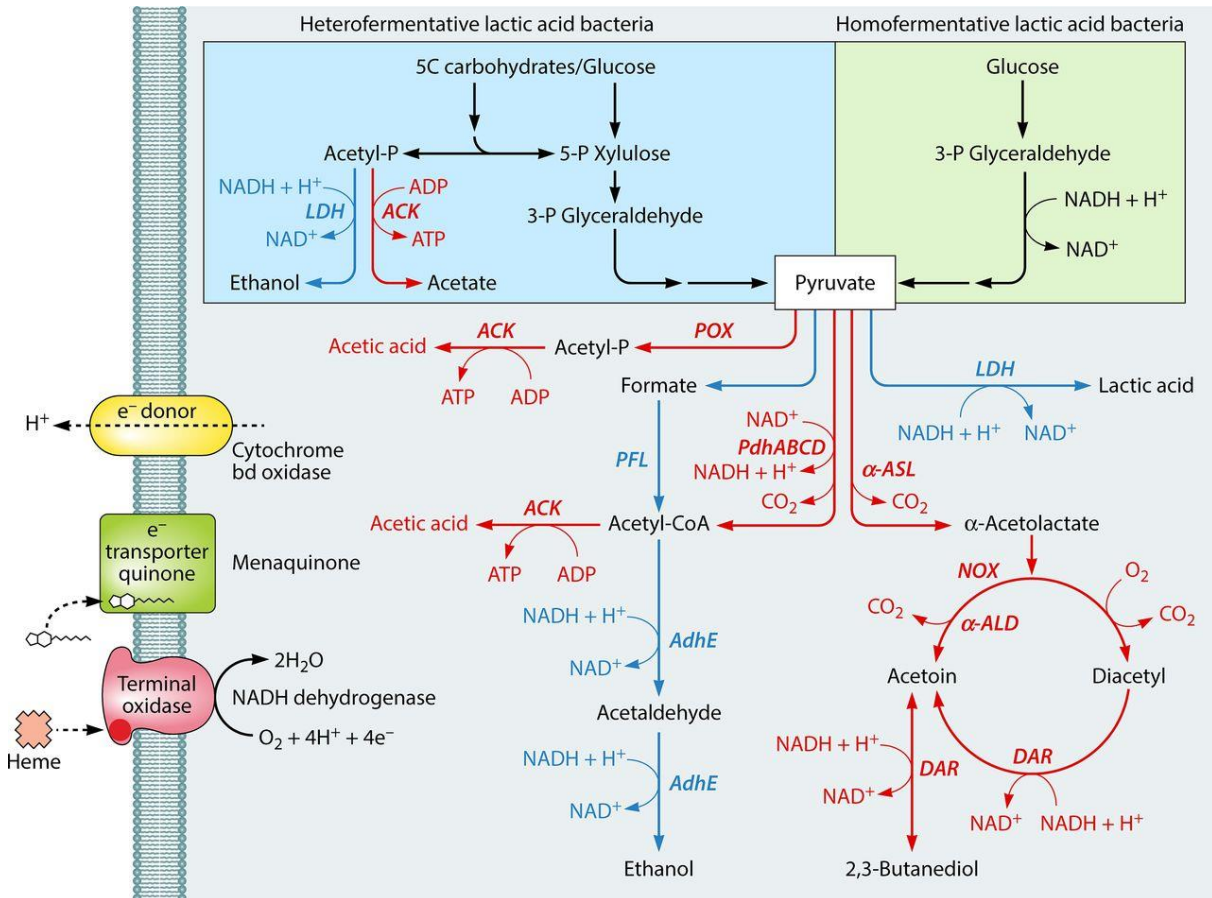 Heterofermentative lactic acid bacteria
Homofermentative lactic acid bacteria
5C carbohydrates/Glucose
Glucose
Acetyl-P
5-P Xylulose
3-P Glyceraldehyde
NADH + H⁺
ADP
LDH
ACK
3-P Glyceraldehyde
NADH + H⁺
NAD⁺
ATP
NAD⁺
Ethanol
Acetate
Pyruvate
ACK
POX
Acetic acid
Acetyl-P
ATP
ADP
Formate
LDH
Lactic acid
NADH + H⁺
NAD⁺
e⁻ donor
H⁺
Cytochrome
bd oxidase
NAD⁺
PdhABCD
NADH + H⁺
CO₂
PFL
α-ASL
CO₂
ACK
Acetic acid
Acetyl-CoA
α-Acetolactate
ATP
ADP
e⁻
transporter
quinone
Menaquinone
NOX
O₂
CO₂
α-ALD
CO₂
NADH + H⁺
AdhE
NAD⁺
Acetoin
Diacetyl
Terminal
oxidase
2H₂O
NADH dehydrogenase
O₂ + 4H⁺ + 4e⁻
Heme
Acetaldehyde
NADH + H⁺
AdhE
NAD⁺
NADH + H⁺
DAR
NAD⁺
DAR
NAD⁺
NADH + H⁺
Ethanol
2,3-Butanediol